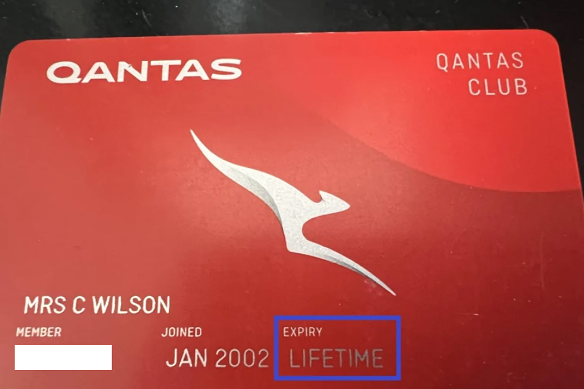 QANTAS
QANTAS
CLUB
MRS C WILSON
MEMBER
JOINED
EXPIRY
JAN 2002
LIFETIME